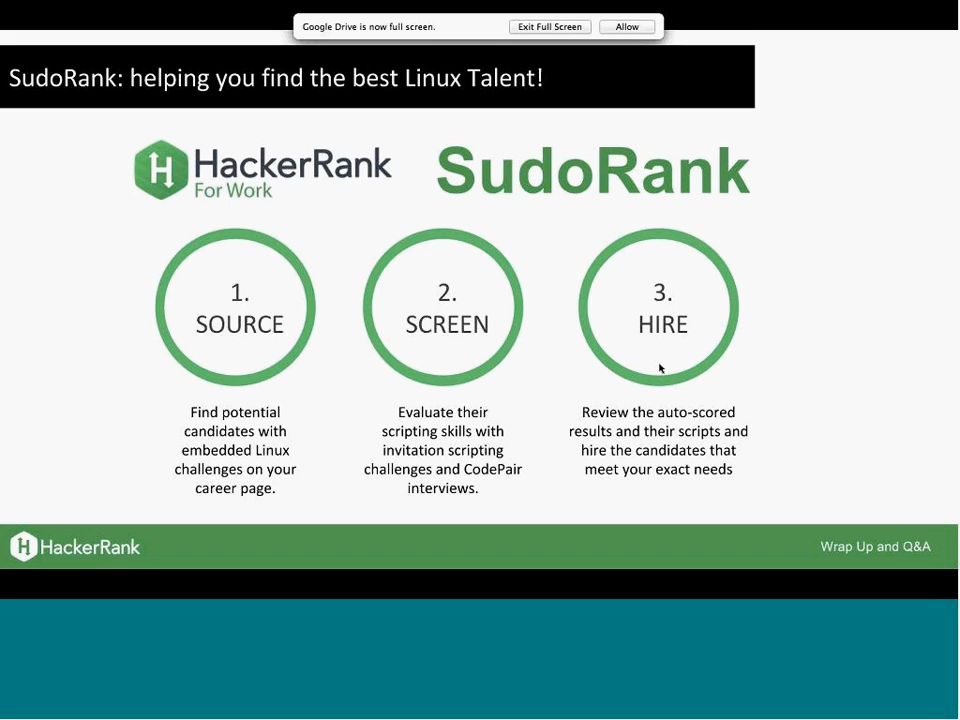 Google Drive is now full screen. Exit Full Screen Allow
SudoRank: helping you find the best Linux Talent!
HackerRank
For Work
SudoRank
1.
SOURCE
2.
SCREEN
3.
HIRE
Find potential
candidates with
embedded Linux
challenges on your
career page.
Evaluate their
scripting skills with
invitation scripting
challenges and CodePair
interviews.
Review the auto-scored
results and their scripts and
hire the candidates that
meet your exact needs
HackerRank
Wrap Up and Q&A